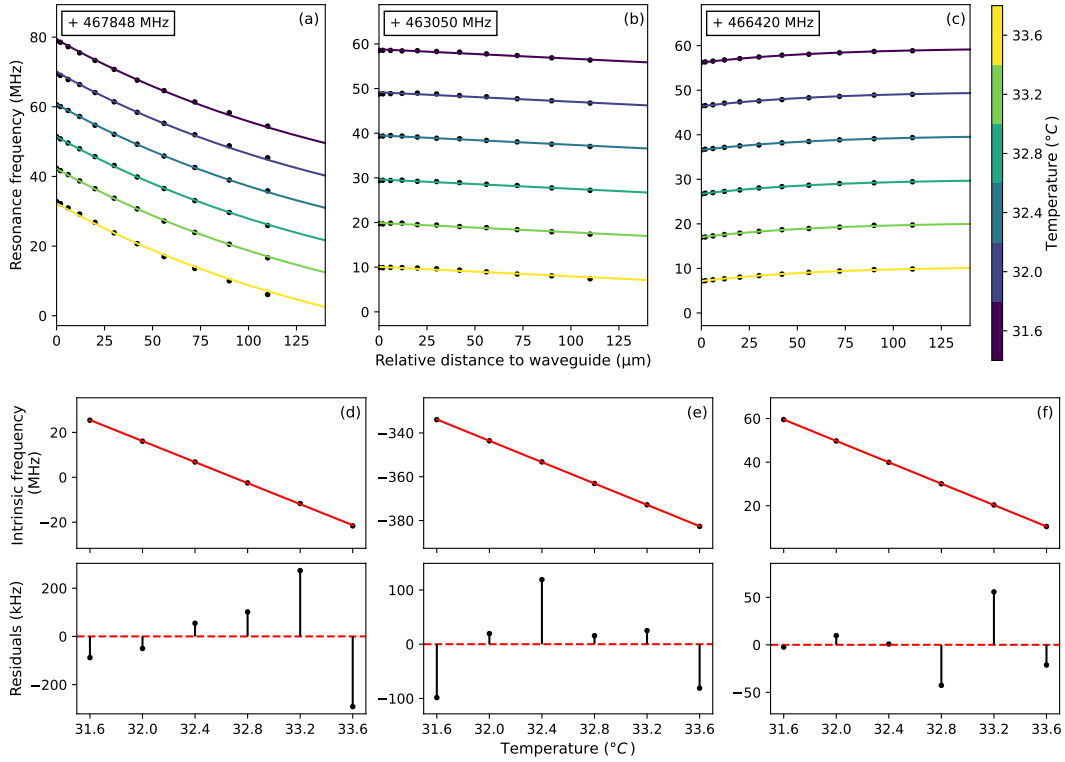 + 467848 MHz
(a)
+ 463050 MHz
(b)
+ 466420 MHz
(c)
Resonance frequency (MHz)
80
60
40
20
0
0 25 50 75 100 125
60
50
40
30
20
10
0
0 25 50 75 100 125
60
50
40
30
20
10
0
0 25 50 75 100 125
Relative distance to waveguide (μm)
33.6
33.2
32.8
32.4
32.0
31.6
Temperature (°C)
(d)
(e)
(f)
Intrinsic frequency
(MHz)
20
0
−20
−340
−360
−380
60
40
20
Residuals (kHz)
200
0
−200
100
0
−100
50
0
−50
31.6 32.0 32.4 32.8 33.2 33.6
31.6 32.0 32.4 32.8 33.2 33.6
31.6 32.0 32.4 32.8 33.2 33.6
Temperature (°C)